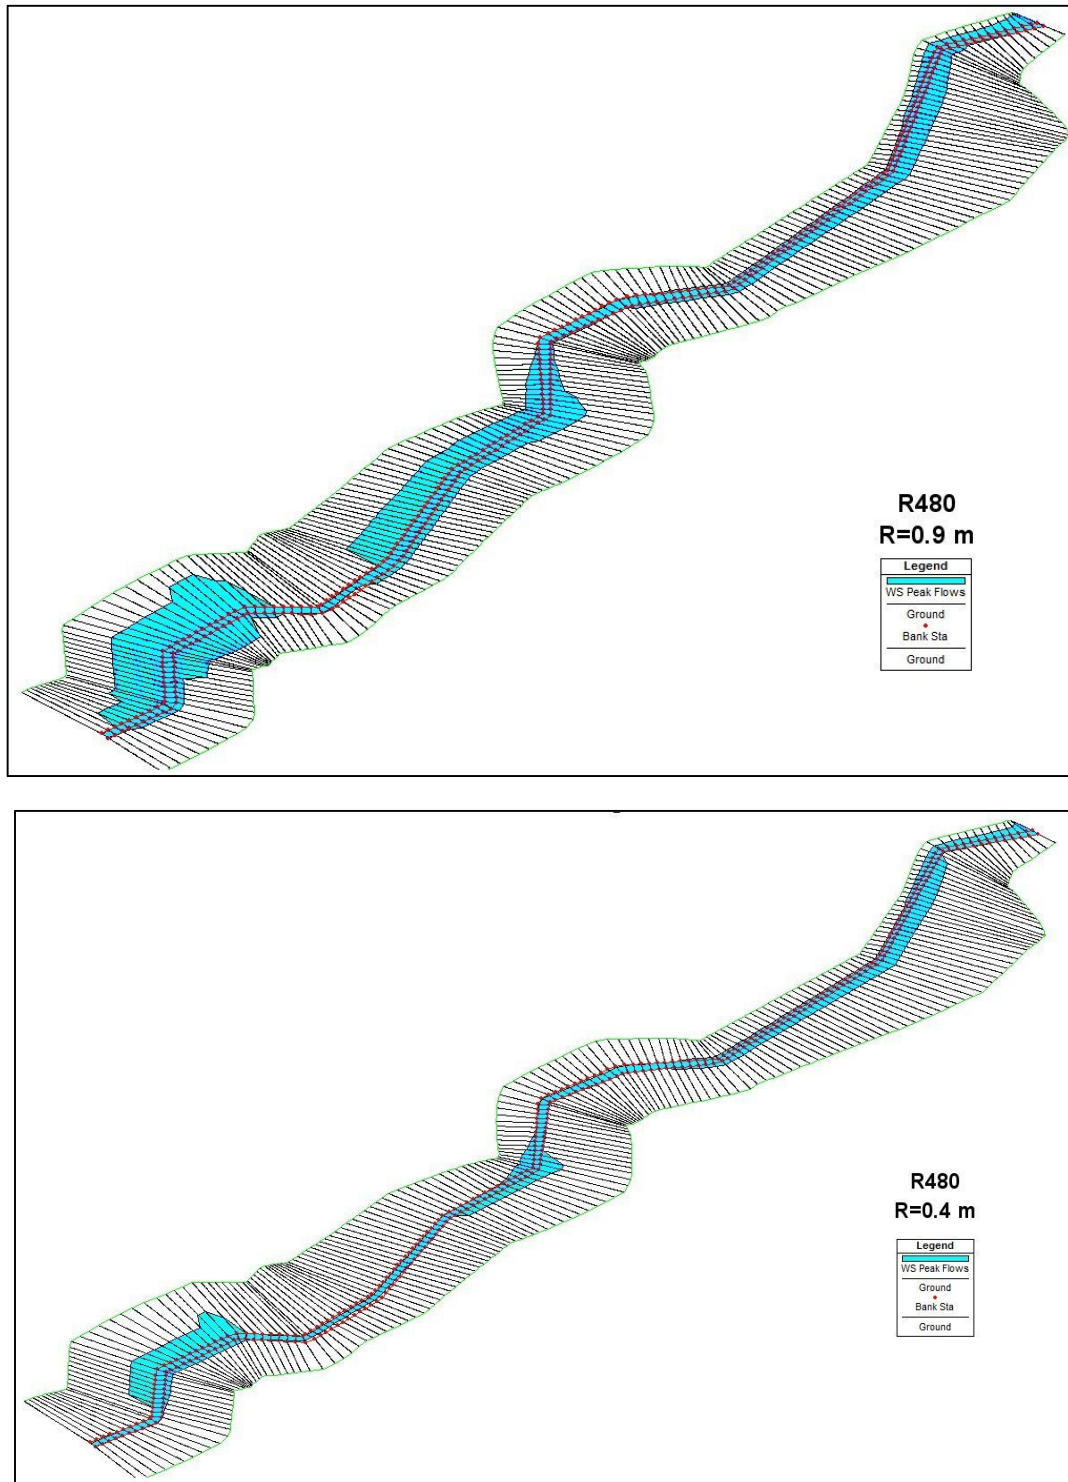 R480
R=0.9 m
Legend
WS Peak Flows
Ground
Bank Sta
Ground
R480
R=0.4 m
Legend
WS Peak Flows
Ground
Bank Sta
Ground